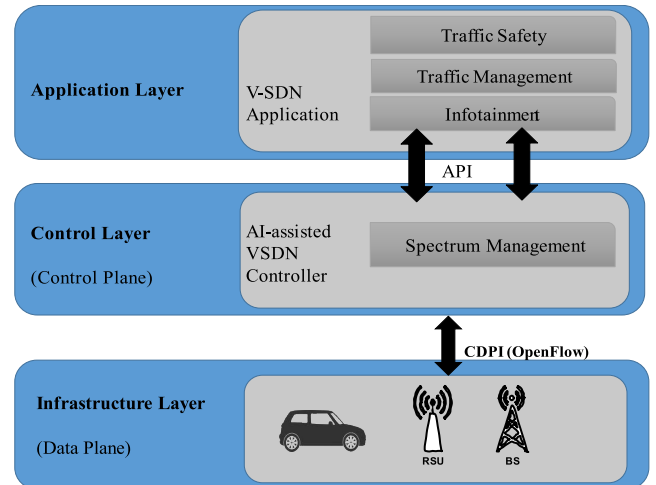 Traffic Safety
Application Layer
V-SDN
Application
Traffic Management
Infotainment
API
Control Layer
(Control Plane)
AI-assisted
VSDN
Controller
Spectrum Management
CDPI (OpenFlow)
Infrastructure Layer
(Data Plane)
RSU
BS